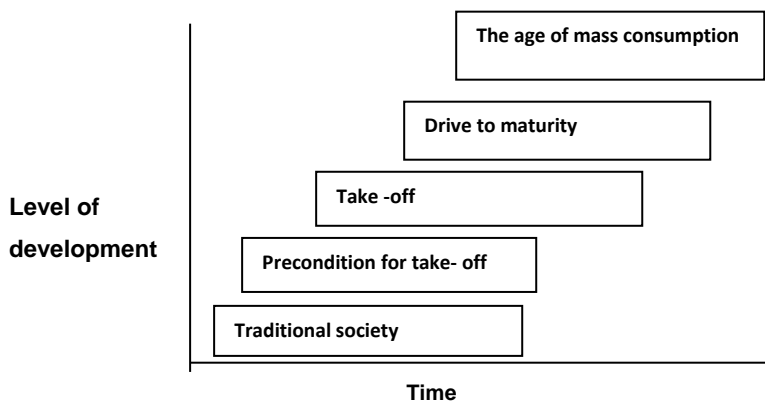 The age of mass consumption
Drive to maturity
Take -off
Level of
development
Precondition for take- off
Traditional society
Time